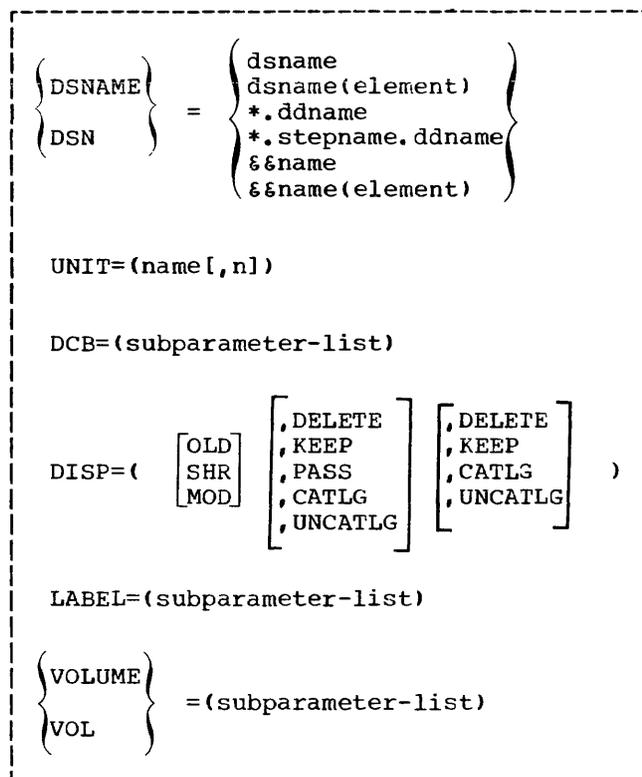 {DSNAME
DSN} = {dsname
dsname(element)
*.ddname
*.stepname.ddname
&&name
&&name(element)}
UNIT=(name[,n])
DCB=(subparameter-list)
DISP=( [OLD
SHR
MOD] [,DELETE
,KEEP
,PASS
,CATLG
,UNCATLG] [,DELETE
,KEEP
,CATLG
,UNCATLG] )
LABEL=(subparameter-list)
{VOLUME
VOL} =(subparameter-list)